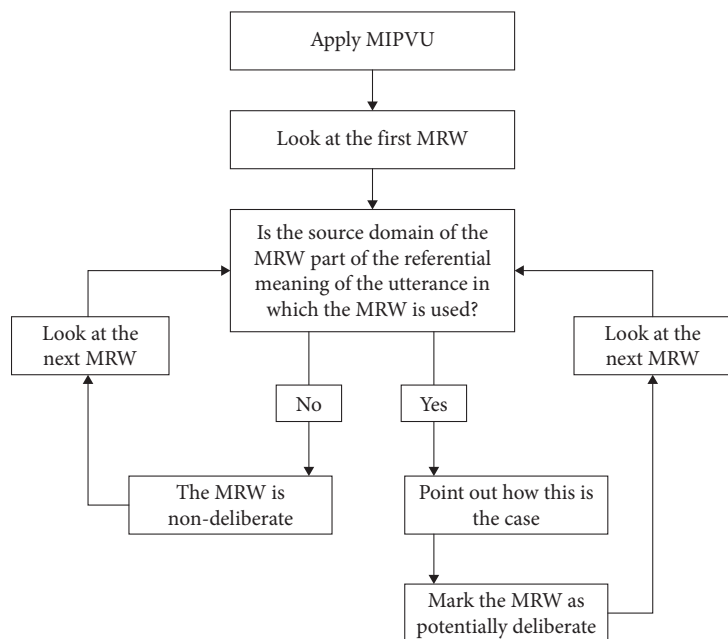 Apply MIPVU
Look at the first MRW
Is the source domain of the
MRW part of the referential
meaning of the utterance in
which the MRW is used?
Look at the
next MRW
Look at the
next MRW
No
Yes
The MRW is
non-deliberate
Point out how this is
the case
Mark the MRW as
potentially deliberate